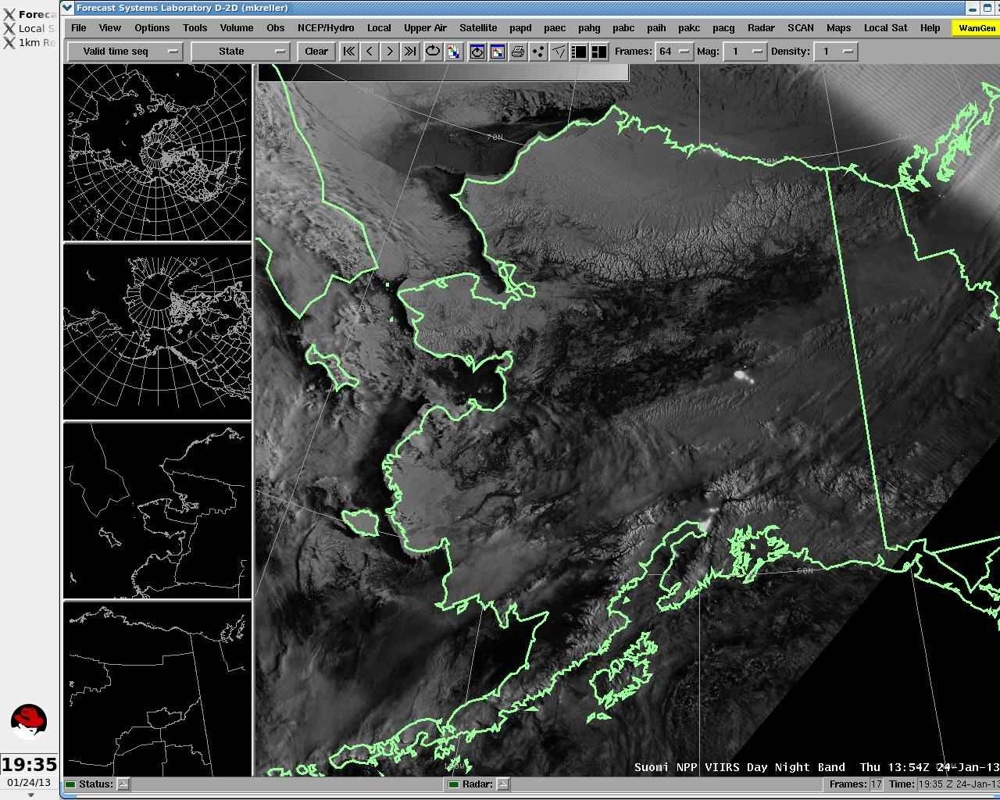 Foreca
Local S
1km Re
Forecast Systems Laboratory D-2D (mkreller)
File View Options Tools Volume Obs NCEP/Hydro Local Upper Air Satellite papd paec pahg pabc paih pakc pacg Radar SCAN Maps Local Sat Help WarnGen
Valid time seq State Clear Frames: 64 Mag: 1 Density: 1
70N
70N
70N
70N
60N
Suomi NPP VIIRS Day Night Band Thu 13:54Z 24-Jan-13
19:35
01/24/13
Status: Radar: Frames: 17 Time: 19:35 Z 24-Jan-13